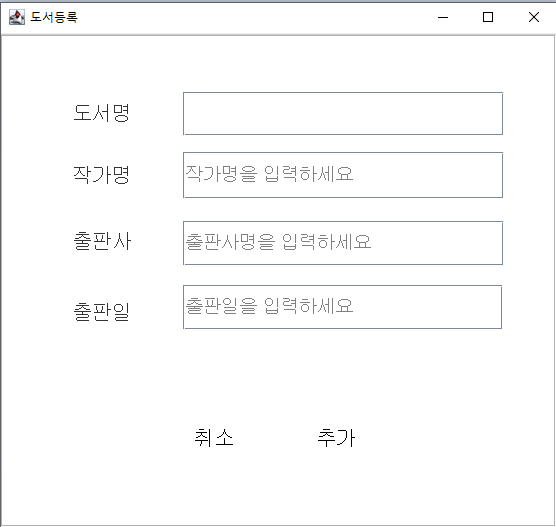 도서등록
도서명
작가명 작가명을 입력하세요
출판사 출판사명을 입력하세요
출판일 출판일을 입력하세요
취소 추가